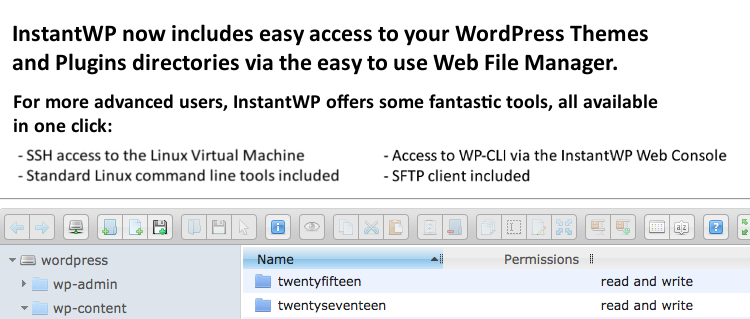 InstantWP now includes easy access to your WordPress Themes
and Plugins directories via the easy to use Web File Manager.
For more advanced users, InstantWP offers some fantastic tools, all available
in one click:
- SSH access to the Linux Virtual Machine
- Standard Linux command line tools included
- Access to WP-CLI via the InstantWP Web Console
- SFTP client included
wordpress
wp-admin
wp-content
Name Permissions
twentyfifteen read and write
twentyseventeen read and write